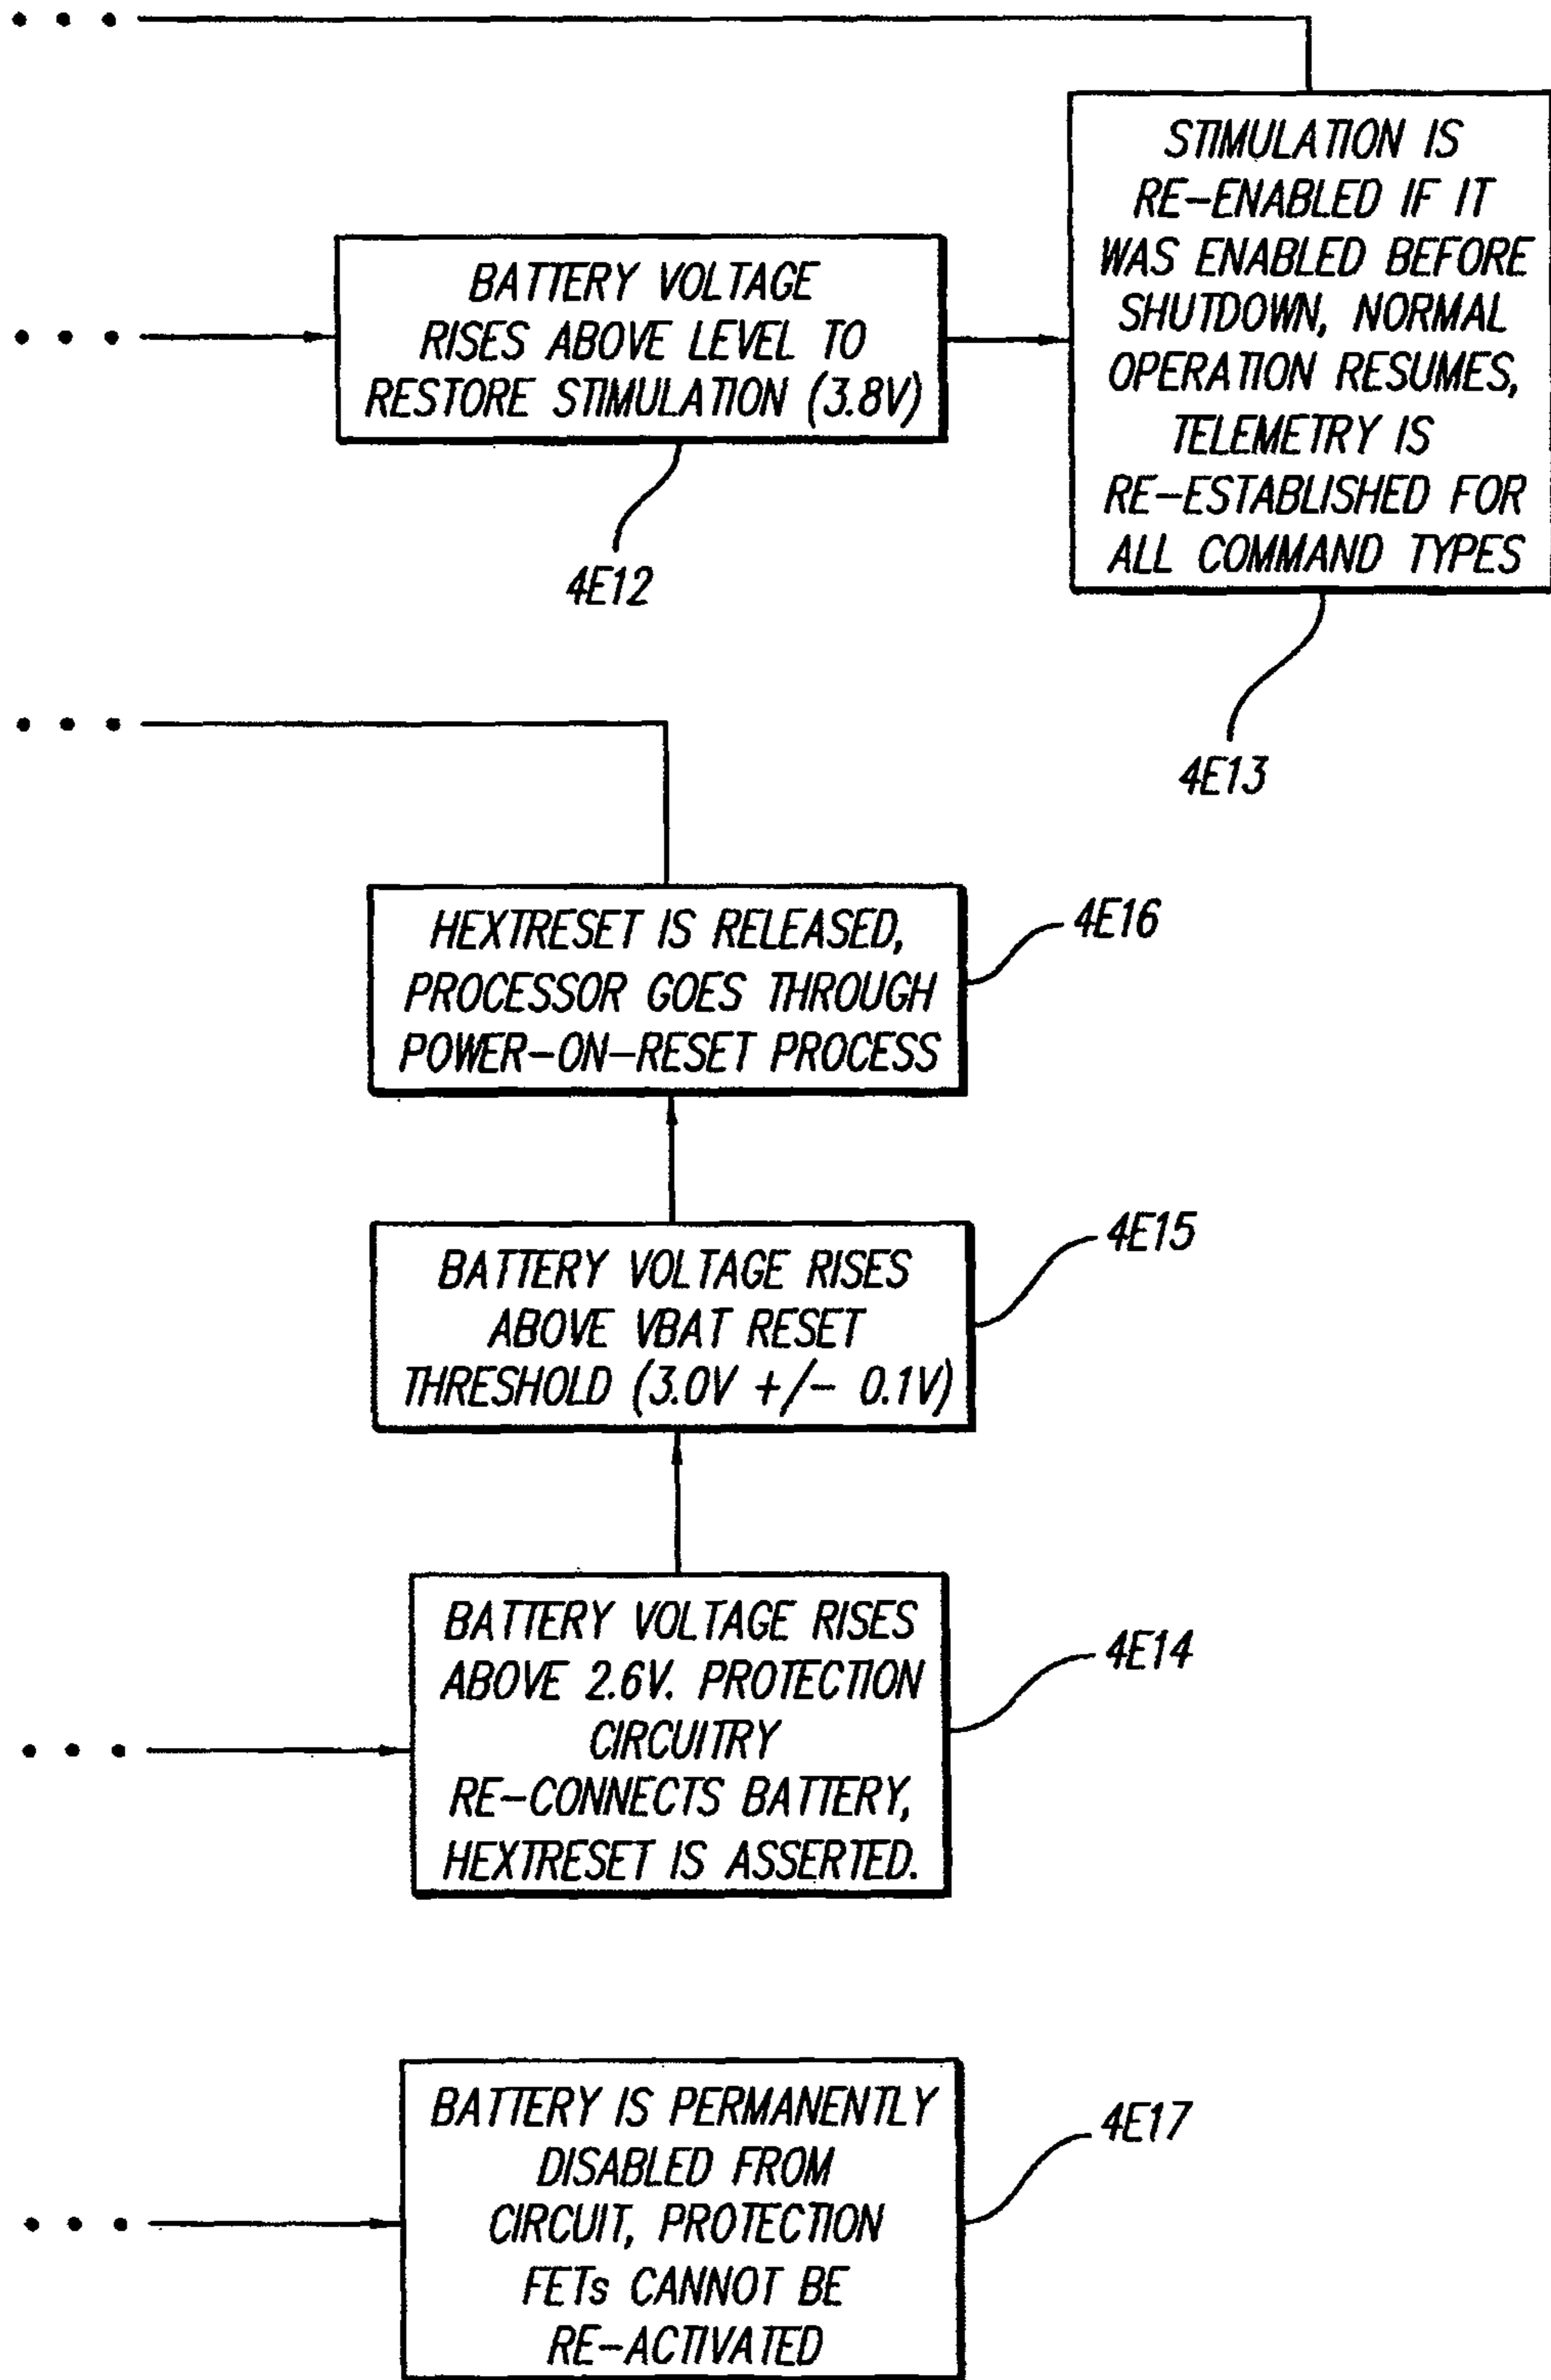 BATTERY VOLTAGE
RISES ABOVE LEVEL TO
RESTORE STIMULATION (3.8V)
4E12
STIMULATION IS
RE-ENABLED IF IT
WAS ENABLED BEFORE
SHUTDOWN, NORMAL
OPERATION RESUMES,
TELEMETRY IS
RE-ESTABLISHED FOR
ALL COMMAND TYPES
4E13
HEXTRESET IS RELEASED,
PROCESSOR GOES THROUGH
POWER-ON-RESET PROCESS
4E16
BATTERY VOLTAGE RISES
ABOVE VBAT RESET
THRESHOLD (3.0V +/- 0.1V)
4E15
BATTERY VOLTAGE RISES
ABOVE 2.6V. PROTECTION
CIRCUITRY
RE-CONNECTS BATTERY,
HEXTRESET IS ASSERTED.
4E14
BATTERY IS PERMANENTLY
DISABLED FROM
CIRCUIT, PROTECTION
FETs CANNOT BE
RE-ACTIVATED
4E17